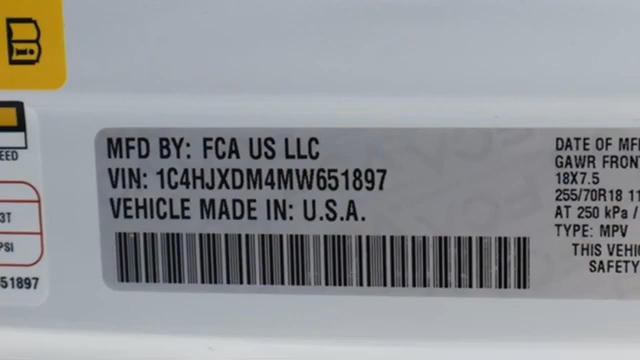 EED
3T
PSI
51897
MFD BY: FCA US LLC
VIN: 1C4HJXDM4MW651897
VEHICLE MADE IN: U.S.A.
DATE OF MF
GAWR FRONT
18X7.5
255/70R18 11
AT 250 kPa /
TYPE: MPV
THIS VEHIC
SAFETY